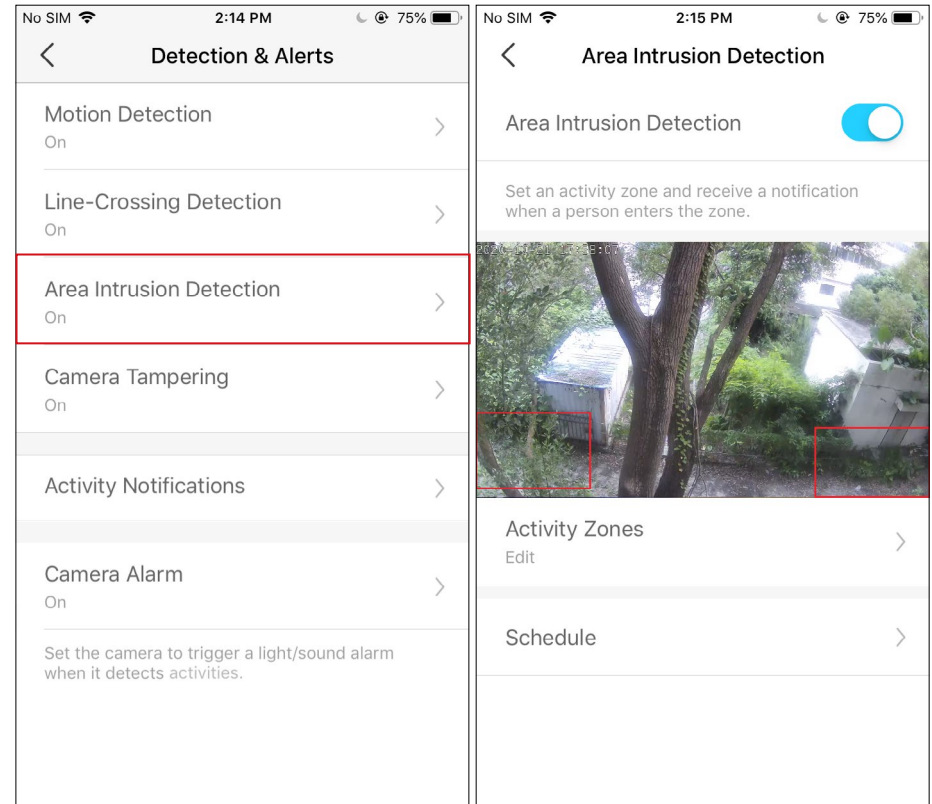 No SIM 2:14 PM 75%
Detection & Alerts
Motion Detection
On
Line-Crossing Detection
On
Area Intrusion Detection
On
Camera Tampering
On
Activity Notifications
Camera Alarm
On
Set the camera to trigger a light/sound alarm
when it detects activities.
No SIM 2:15 PM 75%
Area Intrusion Detection
Area Intrusion Detection
Set an activity zone and receive a notification
when a person enters the zone.
Activity Zones
Edit
Schedule